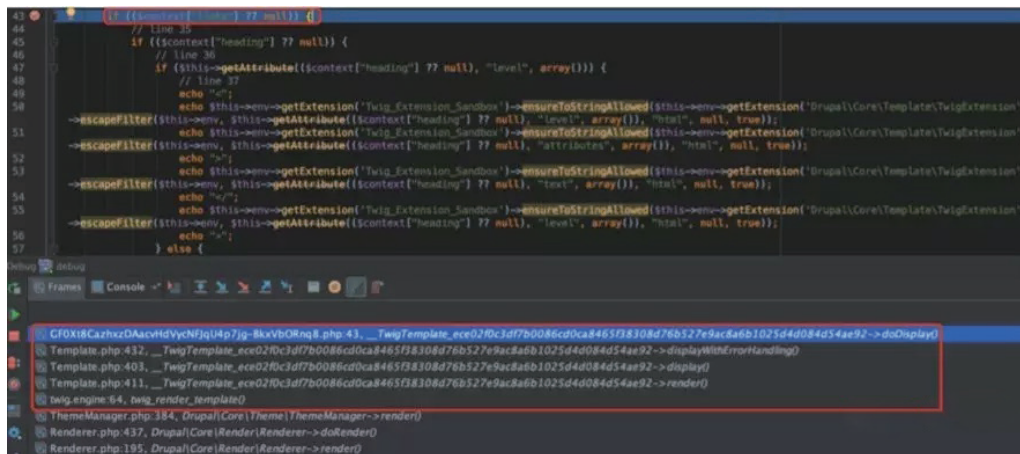 43 if (($context["links"] ?? null)) {
44 // line 35
45 if (($context["heading"] ?? null)) {
46 // line 36
47 if ($this->getAttribute(($context["heading"] ?? null), "level", array())) {
48 // line 37
49 echo "<";
50 echo $this->env->getExtension('Twig_Extension_Sandbox')->ensureToStringAllowed($this->env->getExtension('Drupal\Core\Template\TwigExtension'
->escapeFilter($this->env, $this->getAttribute(($context["heading"] ?? null), "level", array()), "html", null, true));
51 echo $this->env->getExtension('Twig_Extension_Sandbox')->ensureToStringAllowed($this->env->getExtension('Drupal\Core\Template\TwigExtension'
->escapeFilter($this->env, $this->getAttribute(($context["heading"] ?? null), "attributes", array()), "html", null, true));
52 echo ">";
53 echo $this->env->getExtension('Twig_Extension_Sandbox')->ensureToStringAllowed($this->env->getExtension('Drupal\Core\Template\TwigExtension'
->escapeFilter($this->env, $this->getAttribute(($context["heading"] ?? null), "text", array()), "html", null, true));
54 echo "</";
55 echo $this->env->getExtension('Twig_Extension_Sandbox')->ensureToStringAllowed($this->env->getExtension('Drupal\Core\Template\TwigExtension'
->escapeFilter($this->env, $this->getAttribute(($context["heading"] ?? null), "level", array()), "html", null, true));
56 echo ">";
57 } else {
Debug debug
Frames Console
GF0Xt8CazhxzDAacvHdVycNFJqU4p7jg-BkxVbORnq8.php:43, __TwigTemplate_ece02f0c3df7b0086cd0ca8465f38308d76b527e9ac8a6b1025d4d084d54ae92->doDisplay()
Template.php:432, __TwigTemplate_ece02f0c3df7b0086cd0ca8465f38308d76b527e9ac8a6b1025d4d084d54ae92->displayWithErrorHandling()
Template.php:403, __TwigTemplate_ece02f0c3df7b0086cd0ca8465f38308d76b527e9ac8a6b1025d4d084d54ae92->display()
Template.php:411, __TwigTemplate_ece02f0c3df7b0086cd0ca8465f38308d76b527e9ac8a6b1025d4d084d54ae92->render()
twig.engine:64, twig_render_template()
ThemeManager.php:384, Drupal\Core\Theme\ThemeManager->render()
Renderer.php:437, Drupal\Core\Render\Renderer->doRender()
Renderer.php:195, Drupal\Core\Render\Renderer->render()